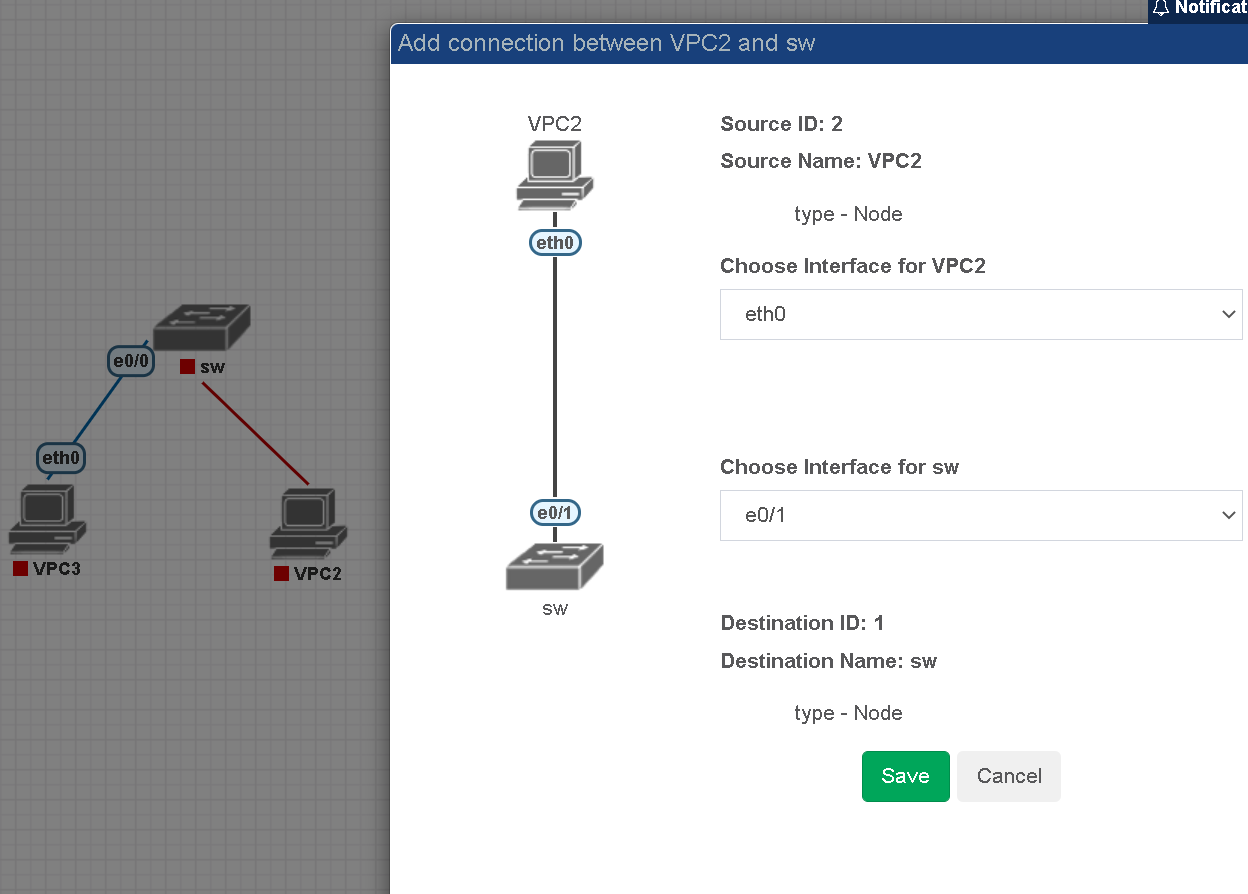 Notificat
Add connection between VPC2 and sw
VPC2
eth0
e0/1
sw
Source ID: 2
Source Name: VPC2
type - Node
Choose Interface for VPC2
eth0
Choose Interface for sw
e0/1
Destination ID: 1
Destination Name: sw
type - Node
Save
Cancel
e0/0
sw
eth0
VPC3
VPC2